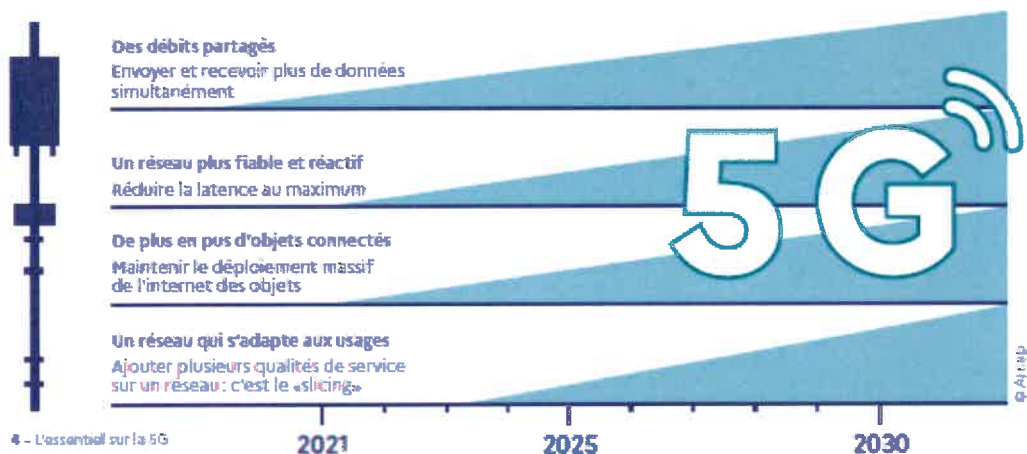 Des débits partagés
Envoyer et recevoir plus de données
simultanément
Un réseau plus fiable et réactif
Réduire la latence au maximum
De plus en pus d'objets connectés
Maintenir le déploiement massif
de l'internet des objets
Un réseau qui s'adapte aux usages
Ajouter plusieurs qualités de service
sur un réseau : c'est le «slicing»
5G
4 – L'essentiel sur la 5G
2021
2025
2030